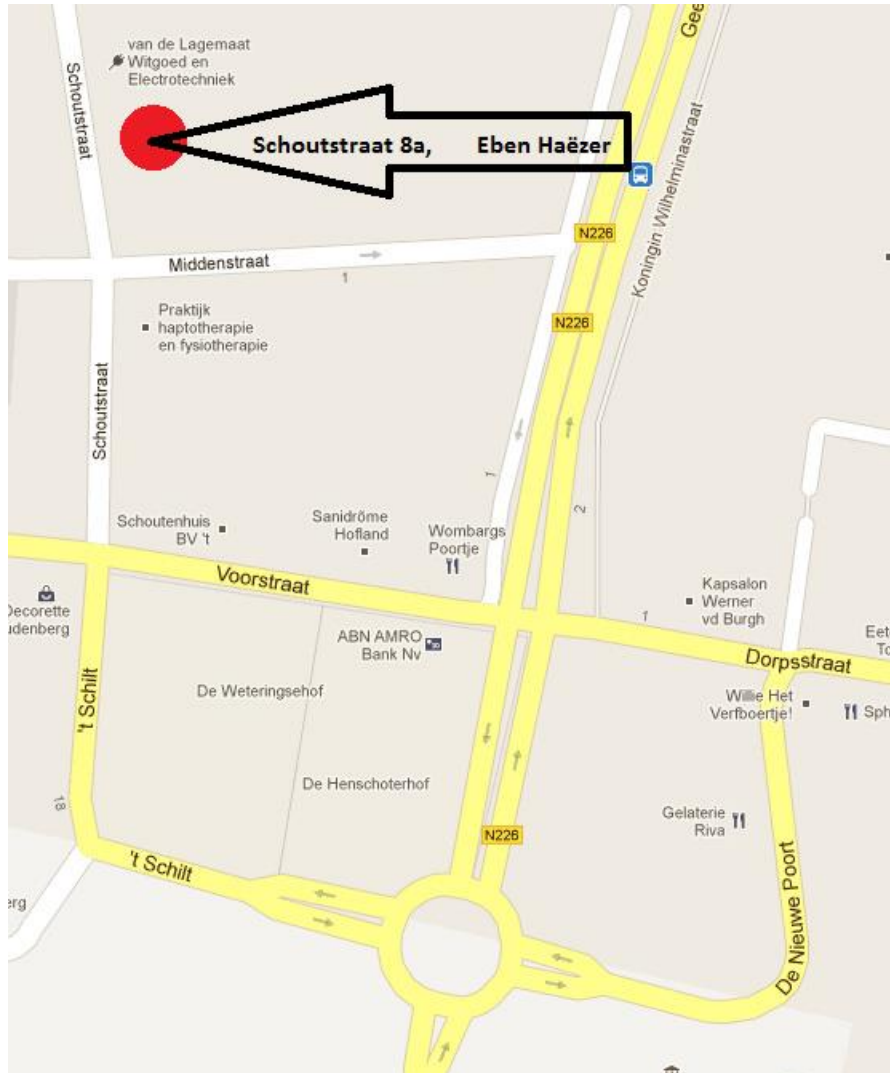 van de Lagemaat
Witgoed en
Electrotechniek
Schoutstraat
Schoutstraat 8a, Eben Haëzer
Koningin Wilhelminastraat
N226
Middenstraat
1
N226
Praktijk
haptotherapie
en fysiotherapie
Schoutstraat
1
2
Schoutenhuis
BV 't
Sanidrôme
Hofland
Wombargs
Poortje
Voorstraat
Kapsalon
Werner
vd Burgh
1
Decorette
ABN AMRO
Bank Nv
Dorpsstraat
De Weteringsehof
't Schilt
Willie Het
Verfboertje!
De Henschoterhof
18
Gelaterie
Riva
N226
't Schilt
De Nieuwe Poort